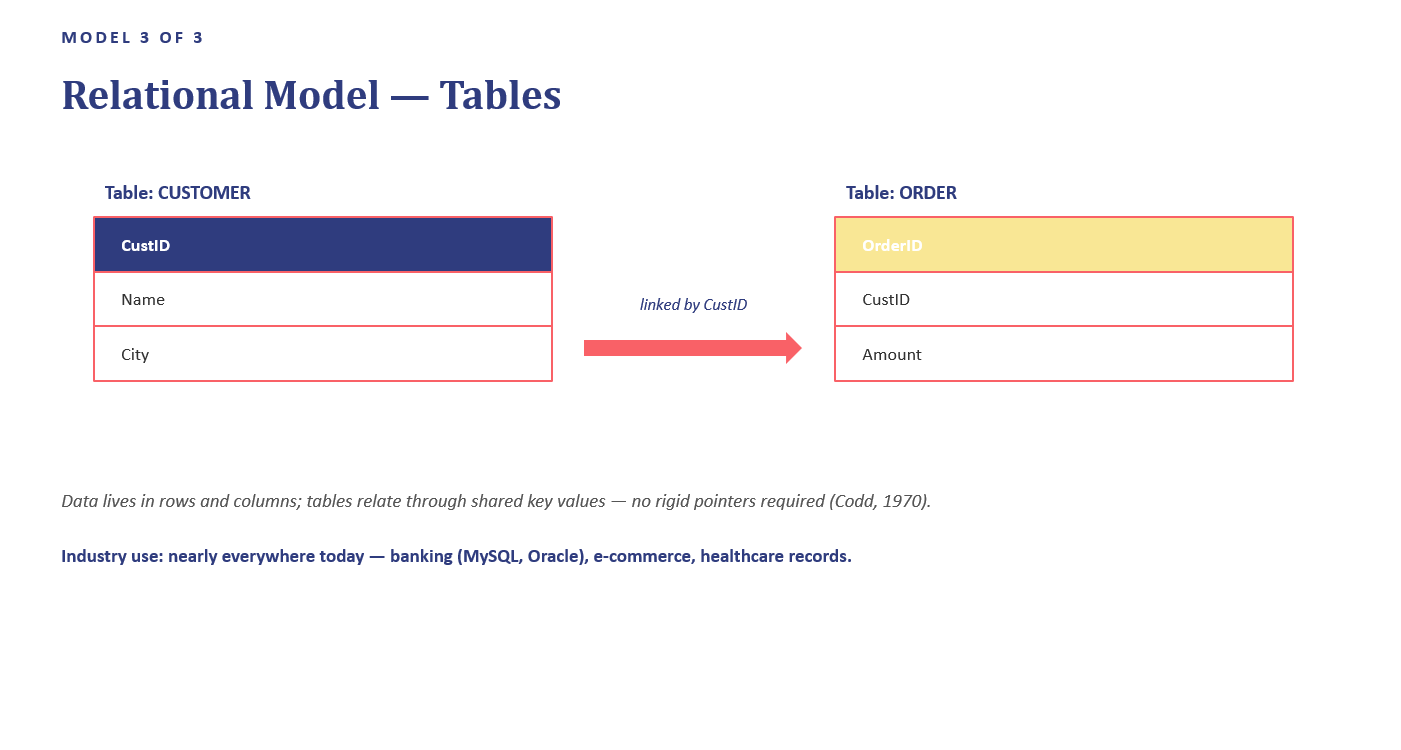 MODEL 3 OF 3
Relational Model — Tables
Table: CUSTOMER
CustID
Name
City
linked by CustID
Table: ORDER
OrderID
CustID
Amount
Data lives in rows and columns; tables relate through shared key values — no rigid pointers required (Codd, 1970).
Industry use: nearly everywhere today — banking (MySQL, Oracle), e-commerce, healthcare records.